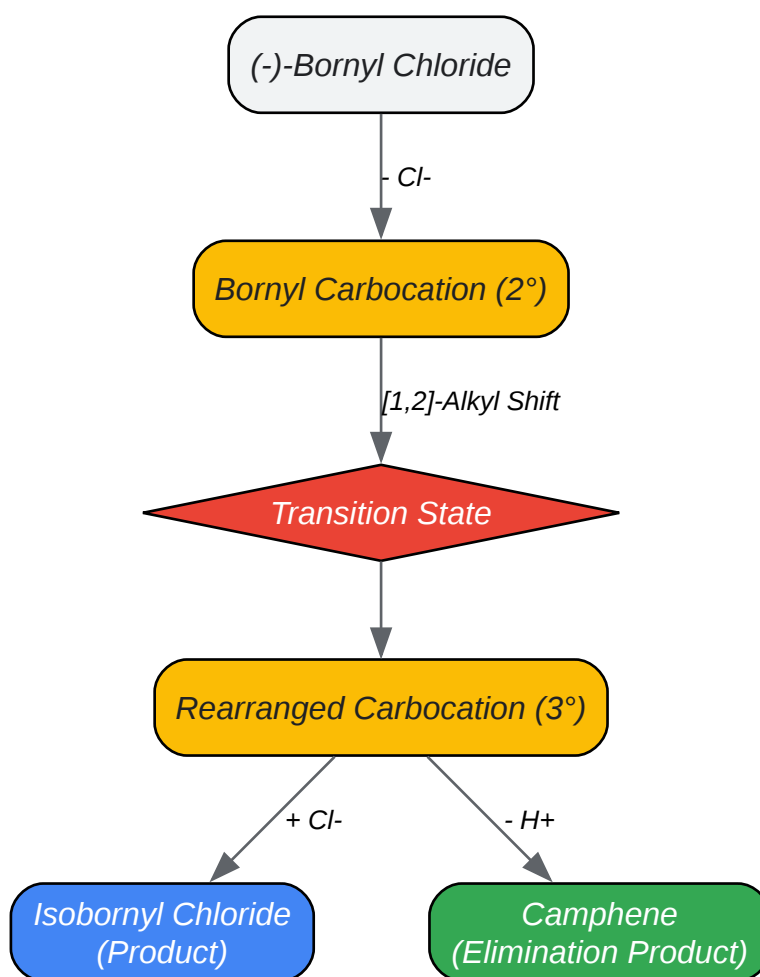 (-)-Bornyl Chloride
- Cl-
Bornyl Carbocation (2°)
[1,2]-Alkyl Shift
Transition State
Rearranged Carbocation (3°)
+ Cl-
- H+
Isobornyl Chloride
(Product)
Camphene
(Elimination Product)